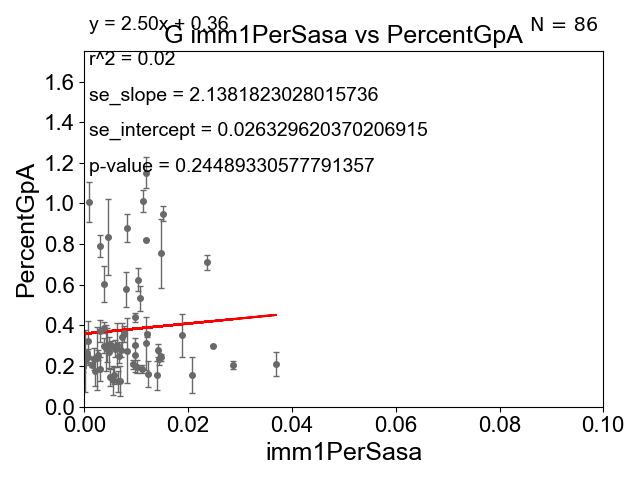 y = 2.50x + 0.36
N = 86
G imm1PerSasa vs PercentGpA
r^2 = 0.02
se_slope = 2.1381823028015736
se_intercept = 0.026329620370206915
p-value = 0.24489330577791357
PercentGpA
1.6
1.4
1.2
1.0
0.8
0.6
0.4
0.2
0.0
0.00 0.02 0.04 0.06 0.08 0.10
imm1PerSasa